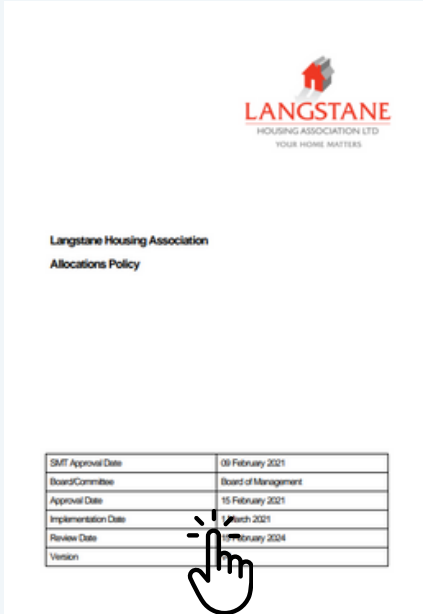 LANGSTANE
HOUSING ASSOCIATION LTD
YOUR HOME MATTERS
Langstane Housing Association
Allocations Policy
SMT Approval Date 09 February 2021
Board/Committee Board of Management
Approval Date 15 February 2021
Implementation Date March 2021
Review Date February 2024
Version